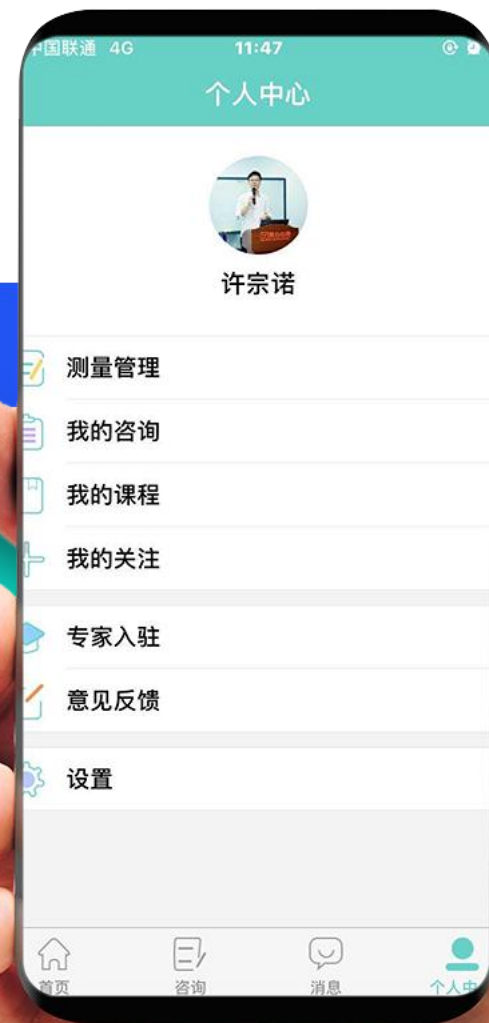 中国联通 4G 11:47
个人中心
许宗诺
测量管理
我的咨询
我的课程
我的关注
专家入驻
意见反馈
设置
首页 咨询 消息 个人中